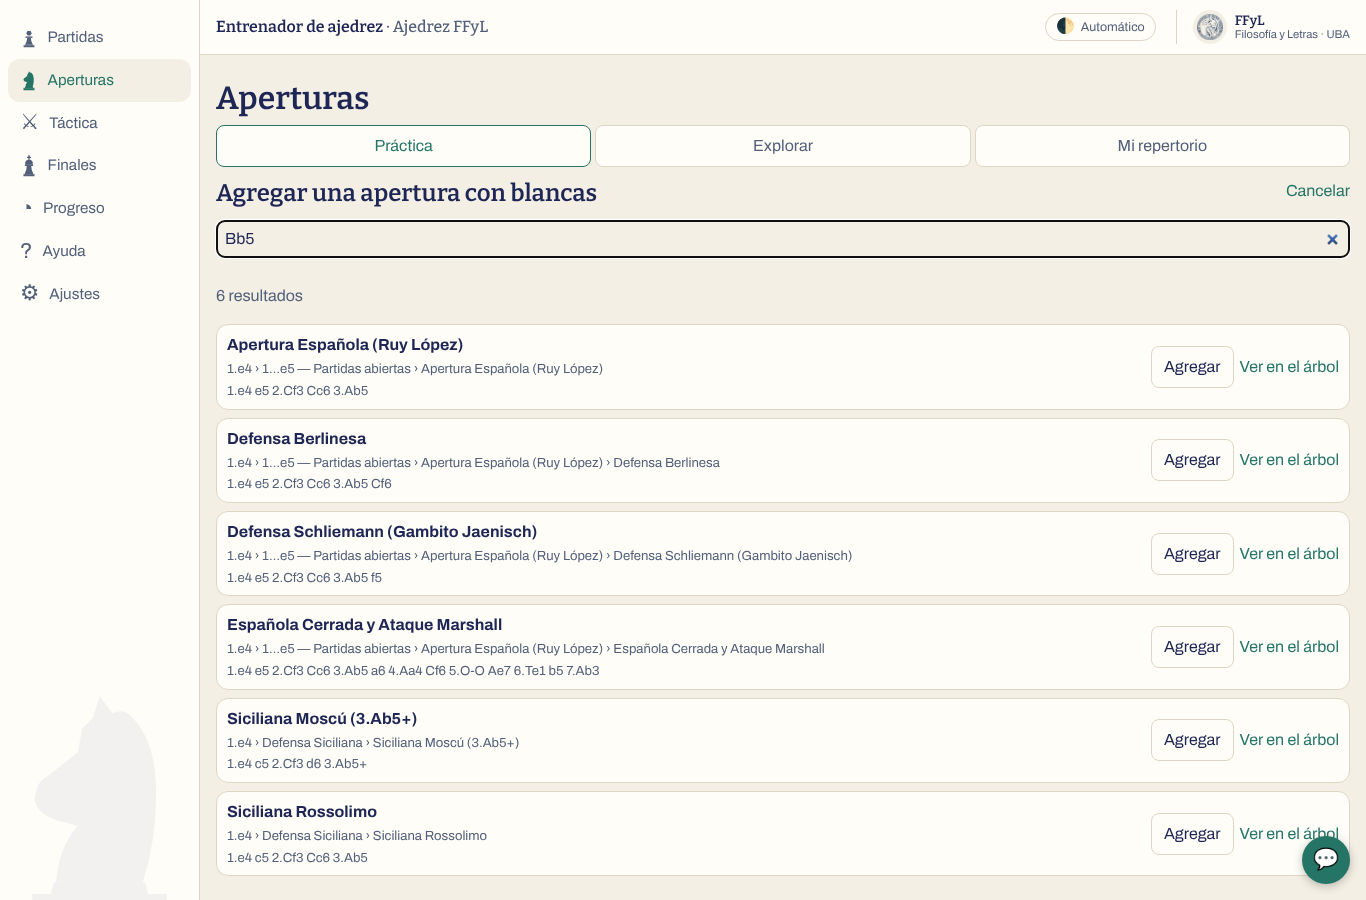 Partidas
Aperturas
Táctica
Finales
Progreso
? Ayuda
Ajustes
Entrenador de ajedrez · Ajedrez FFyL
Automático
FFyL
Filosofía y Letras · UBA
Aperturas
Práctica
Explorar
Mi repertorio
Agregar una apertura con blancas
Cancelar
Bb5
6 resultados
Apertura Española (Ruy López)
1.e4 › 1...e5 — Partidas abiertas › Apertura Española (Ruy López)
1.e4 e5 2.Cf3 Cc6 3.Ab5
Agregar
Ver en el árbol
Defensa Berlinesa
1.e4 › 1...e5 — Partidas abiertas › Apertura Española (Ruy López) › Defensa Berlinesa
1.e4 e5 2.Cf3 Cc6 3.Ab5 Cf6
Agregar
Ver en el árbol
Defensa Schliemann (Gambito Jaenisch)
1.e4 › 1...e5 — Partidas abiertas › Apertura Española (Ruy López) › Defensa Schliemann (Gambito Jaenisch)
1.e4 e5 2.Cf3 Cc6 3.Ab5 f5
Agregar
Ver en el árbol
Española Cerrada y Ataque Marshall
1.e4 › 1...e5 — Partidas abiertas › Apertura Española (Ruy López) › Española Cerrada y Ataque Marshall
1.e4 e5 2.Cf3 Cc6 3.Ab5 a6 4.Aa4 Cf6 5.O-O Ae7 6.Te1 b5 7.Ab3
Agregar
Ver en el árbol
Siciliana Moscú (3.Ab5+)
1.e4 › Defensa Siciliana › Siciliana Moscú (3.Ab5+)
1.e4 c5 2.Cf3 d6 3.Ab5+
Agregar
Ver en el árbol
Siciliana Rossolimo
1.e4 › Defensa Siciliana › Siciliana Rossolimo
1.e4 c5 2.Cf3 Cc6 3.Ab5
Agregar
Ver en el árbol